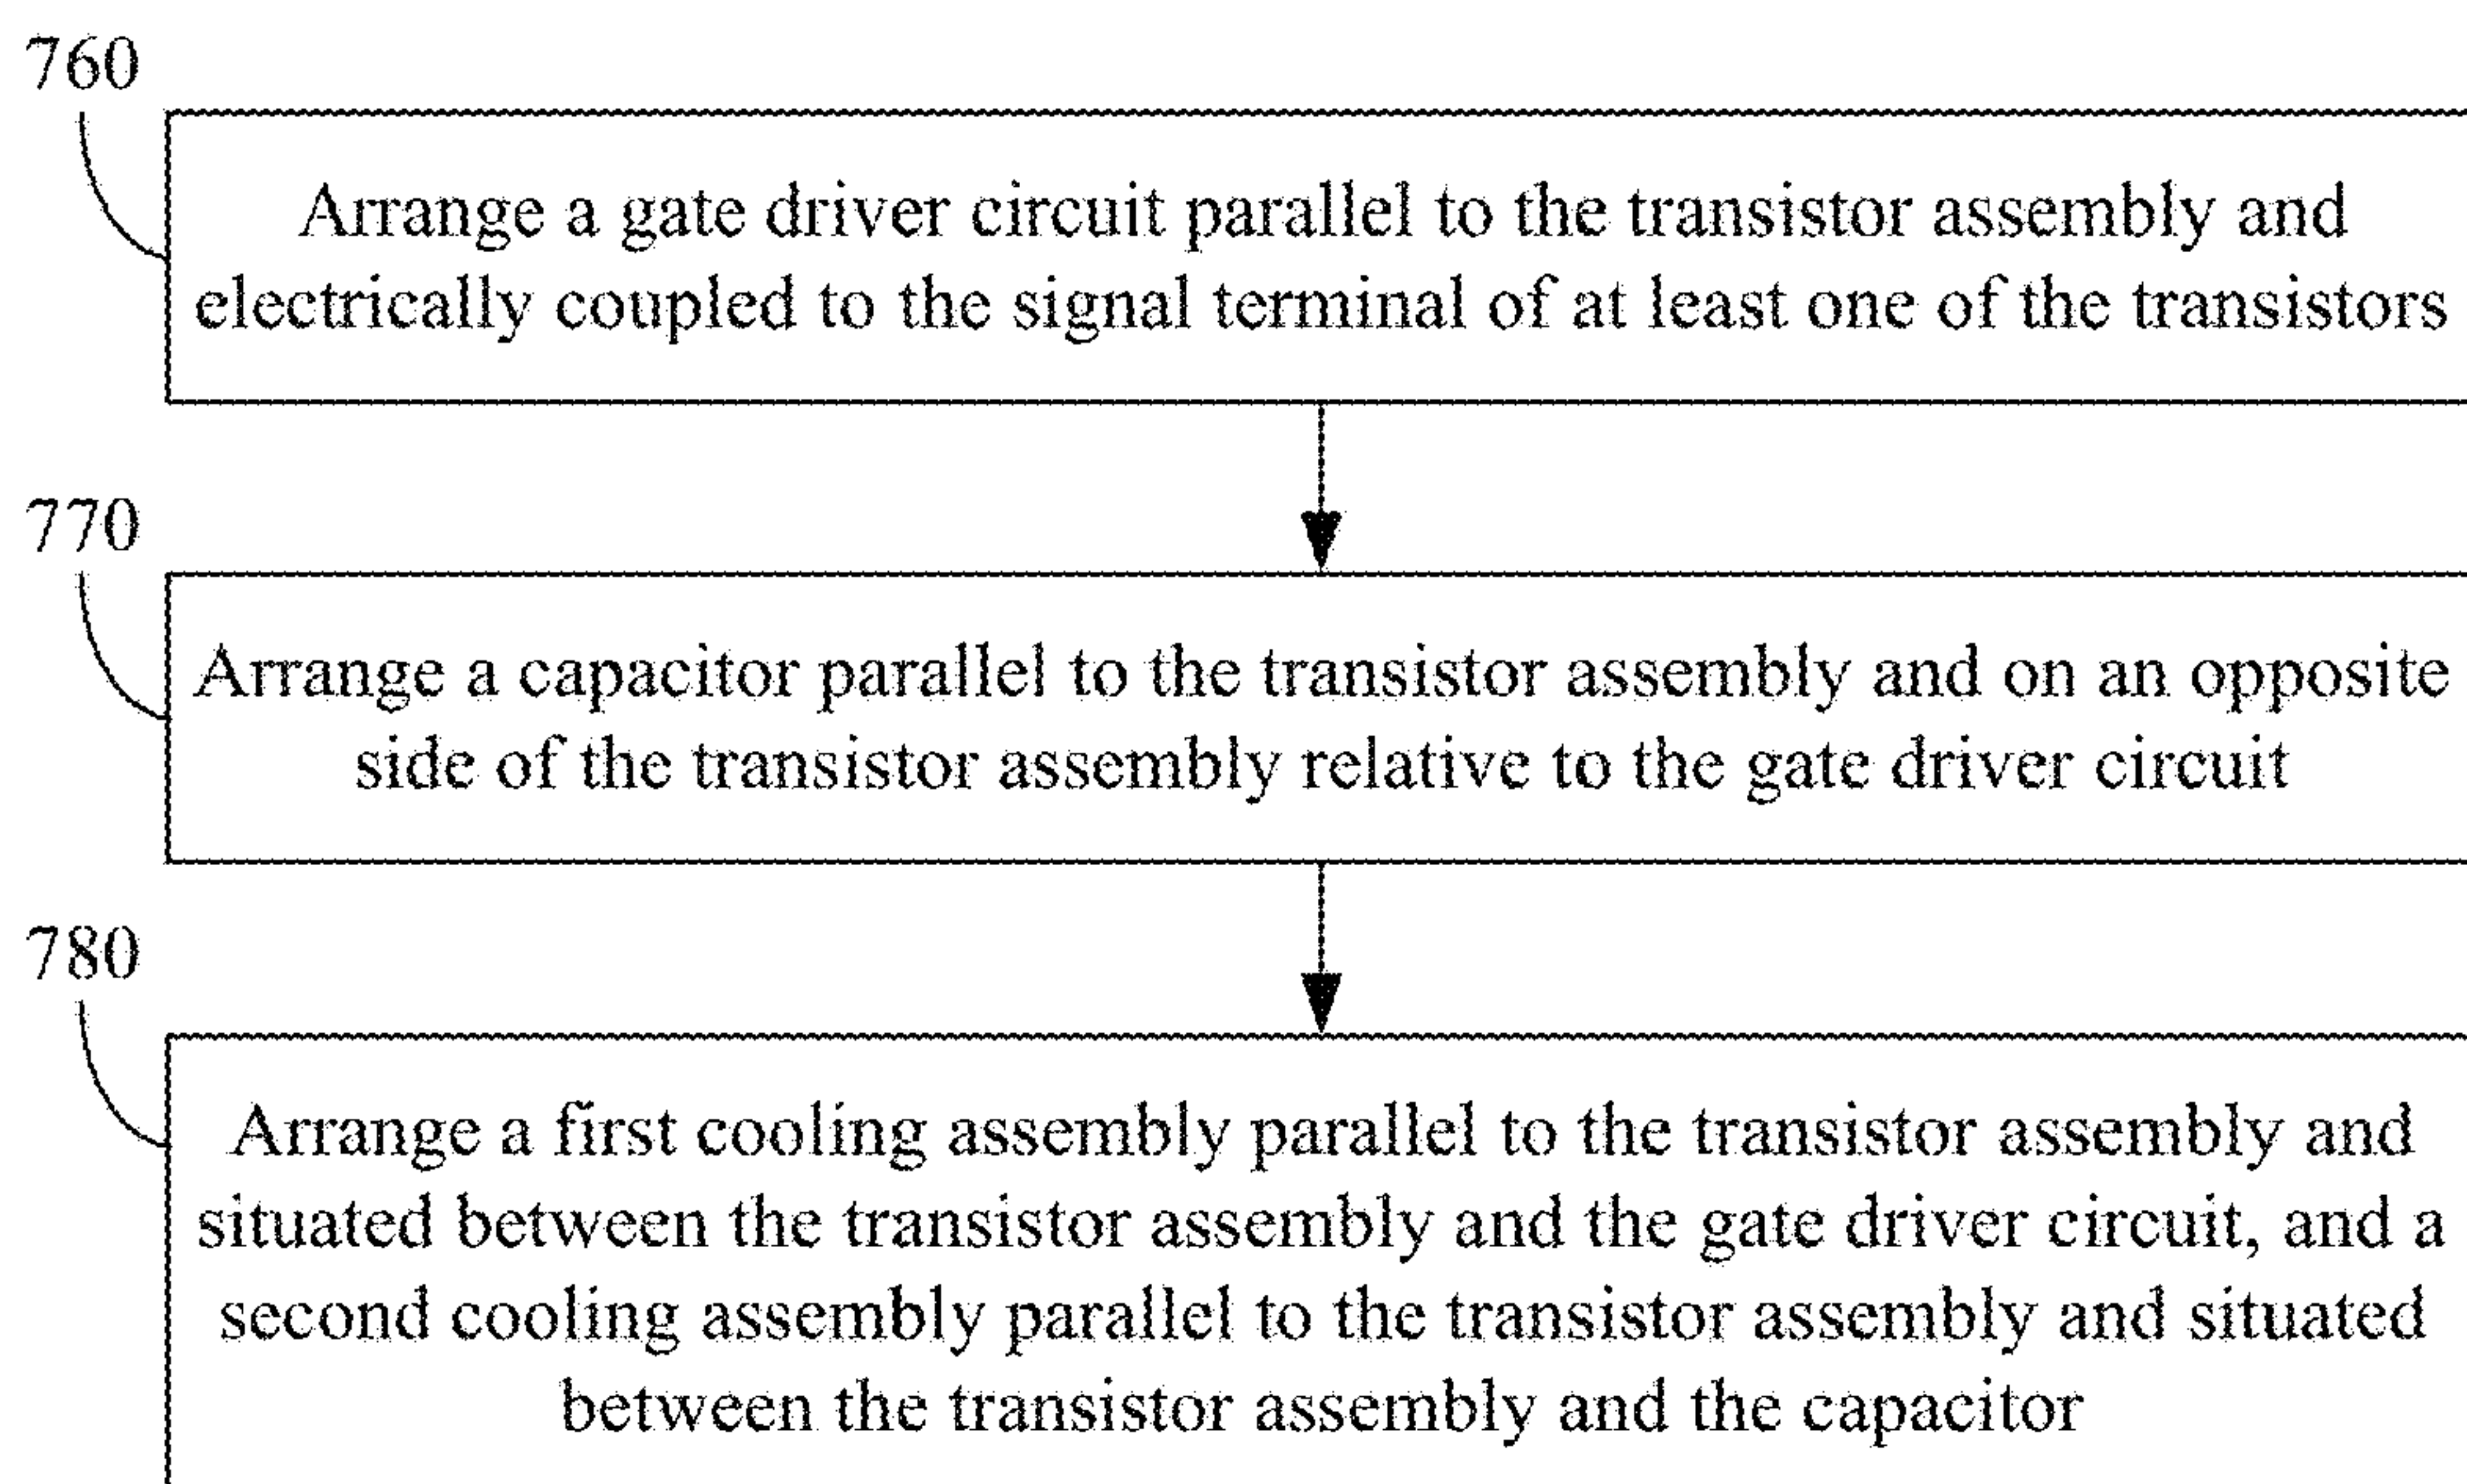 760
Arrange a gate driver circuit parallel to the transistor assembly and
electrically coupled to the signal terminal of at least one of the transistors
770
Arrange a capacitor parallel to the transistor assembly and on an opposite
side of the transistor assembly relative to the gate driver circuit
780
Arrange a first cooling assembly parallel to the transistor assembly and
situated between the transistor assembly and the gate driver circuit, and a
second cooling assembly parallel to the transistor assembly and situated
between the transistor assembly and the capacitor